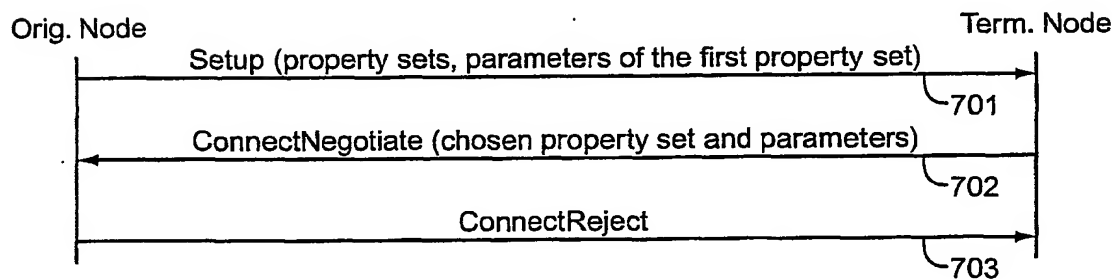 Orig. Node
Term. Node
Setup (property sets, parameters of the first property set)
701
ConnectNegotiate (chosen property set and parameters)
702
ConnectReject
703